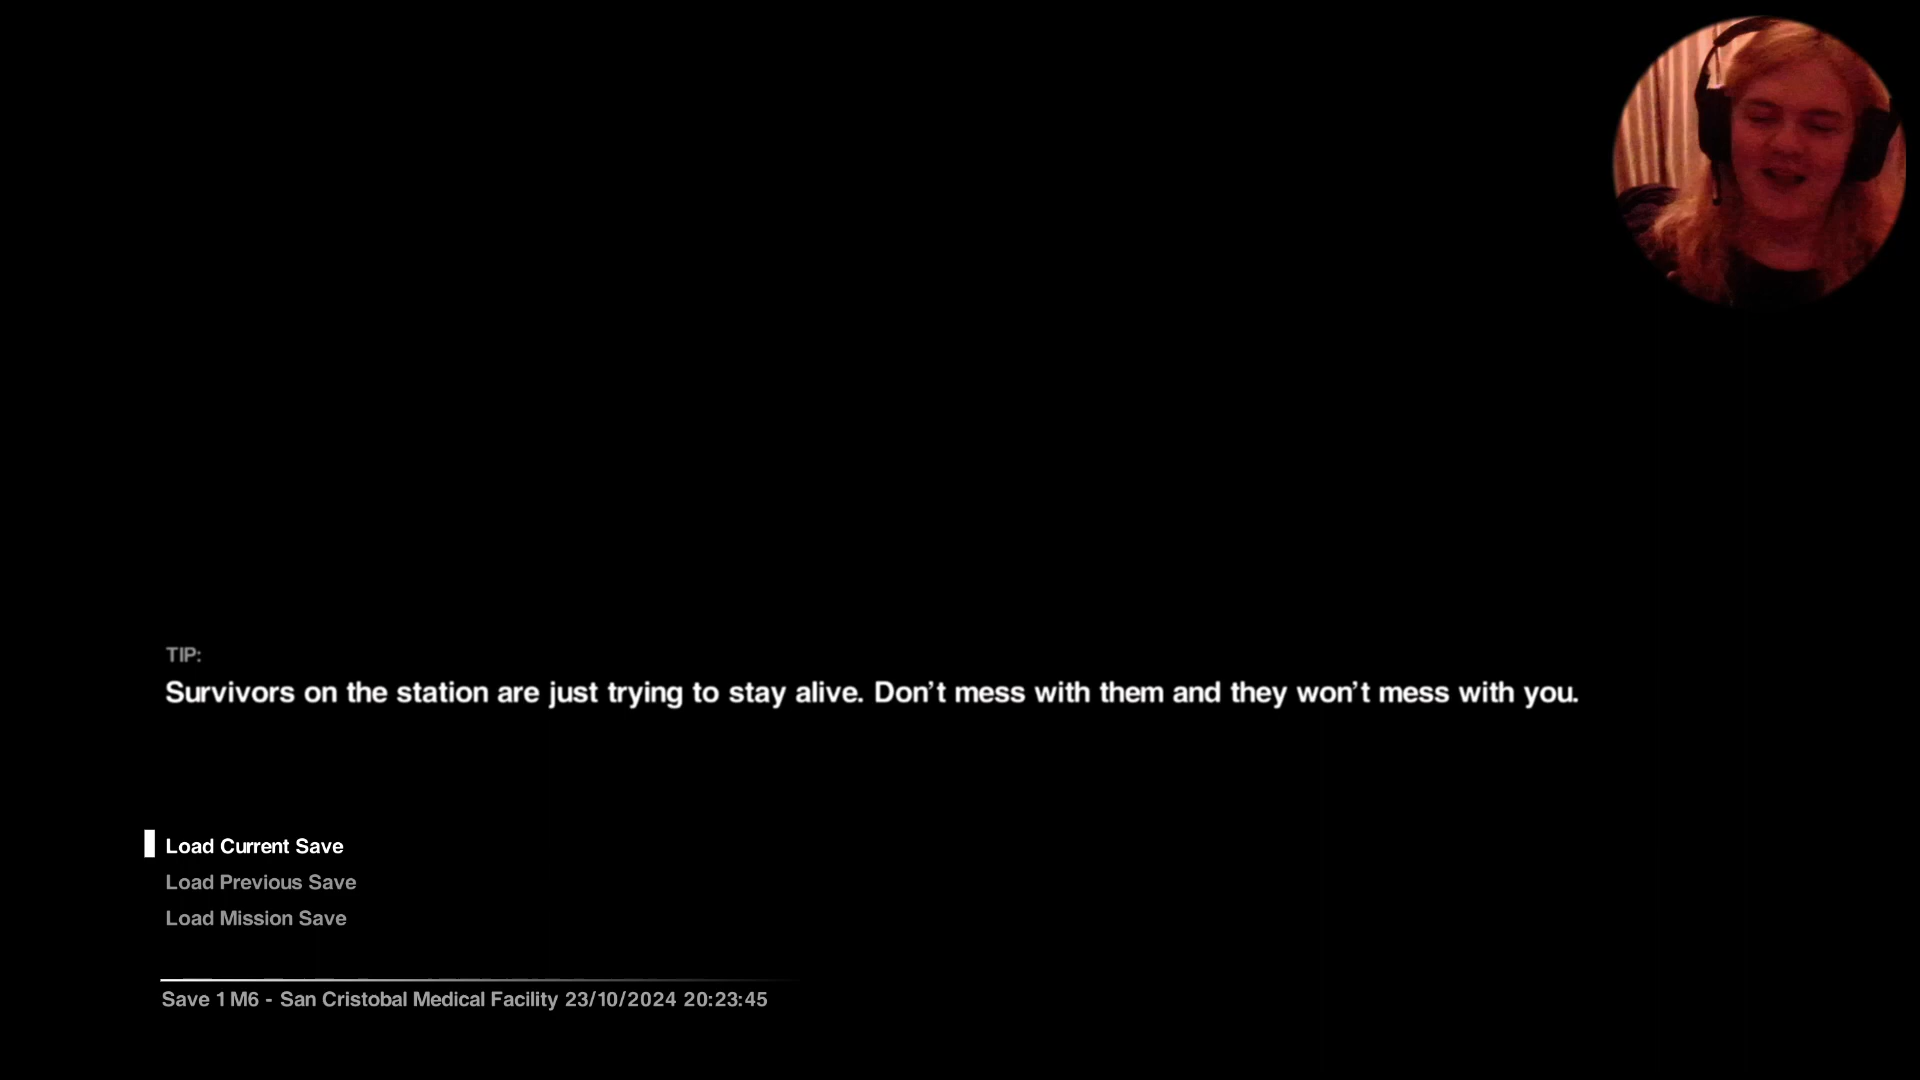 TIP:
Survivors on the station are just trying to stay alive. Don’t mess with them and they won’t mess with you.
Load Current Save
Load Previous Save
Load Mission Save
Save 1 M6 - San Cristobal Medical Facility 23/10/2024 20:23:45